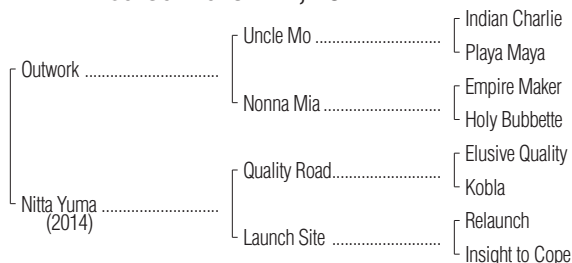 Indian Charlie
Uncle Mo ........................................
Playa Maya
Outwork ..........................................
Empire Maker
Nonna Mia .......................................
Holy Bubbette
Elusive Quality
Quality Road....................................
Kobla
Nitta Yuma .....................................
(2014)
Relaunch
Launch Site ....................................
Insight to Cope